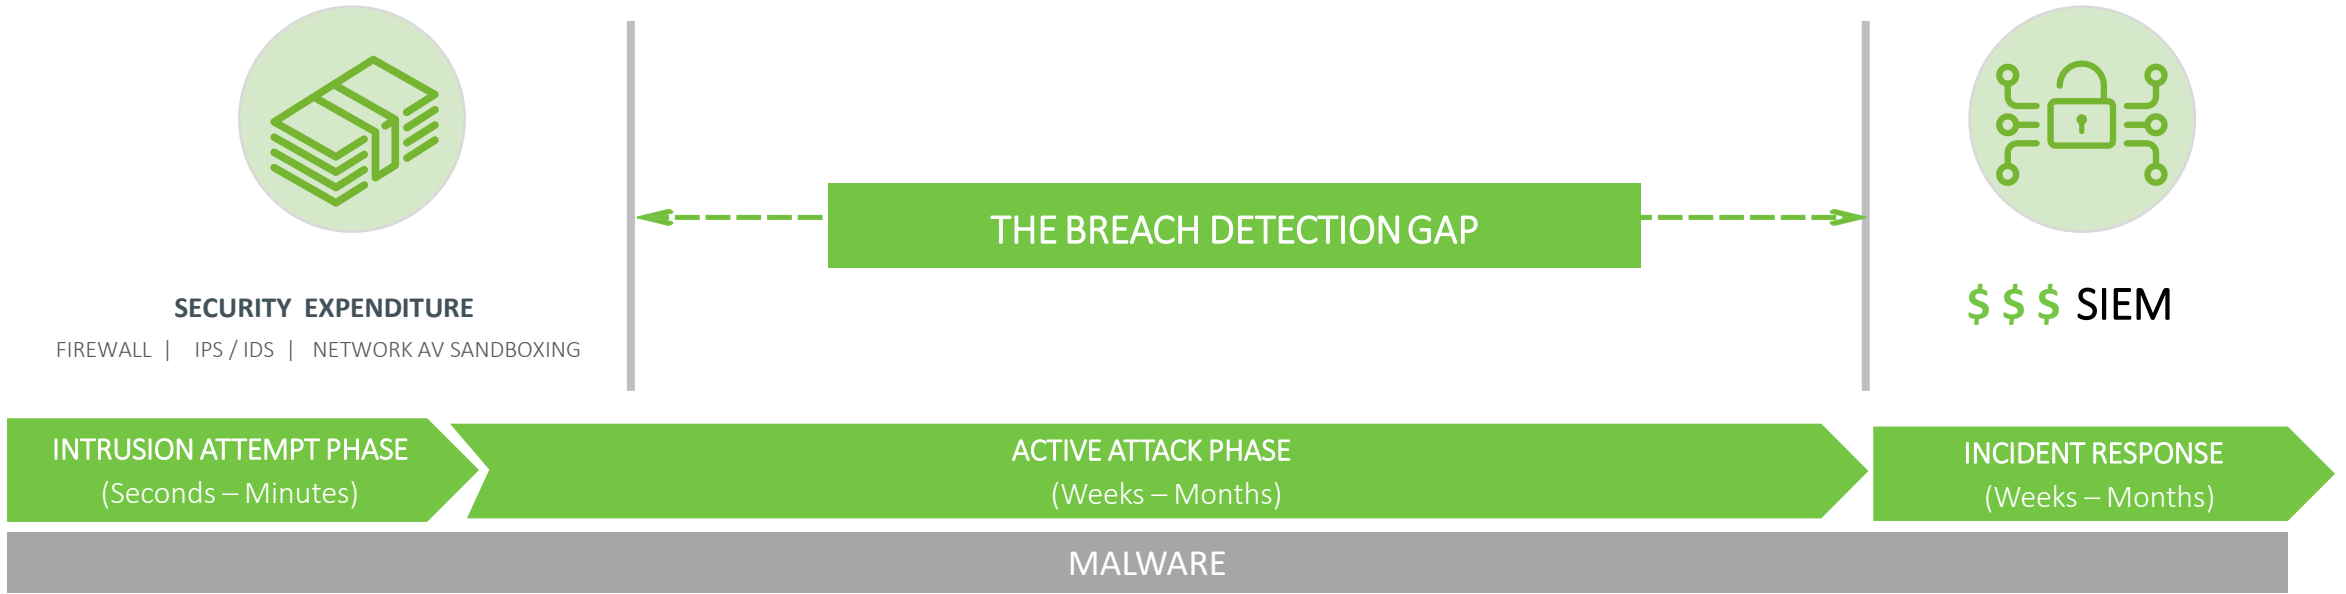 THE BREACH DETECTION GAP
SECURITY EXPENDITURE
FIREWALL | IPS / IDS | NETWORK AV SANDBOXING
$ $ $ SIEM
INTRUSION ATTEMPT PHASE
(Seconds – Minutes)
ACTIVE ATTACK PHASE
(Weeks – Months)
INCIDENT RESPONSE
(Weeks – Months)
MALWARE